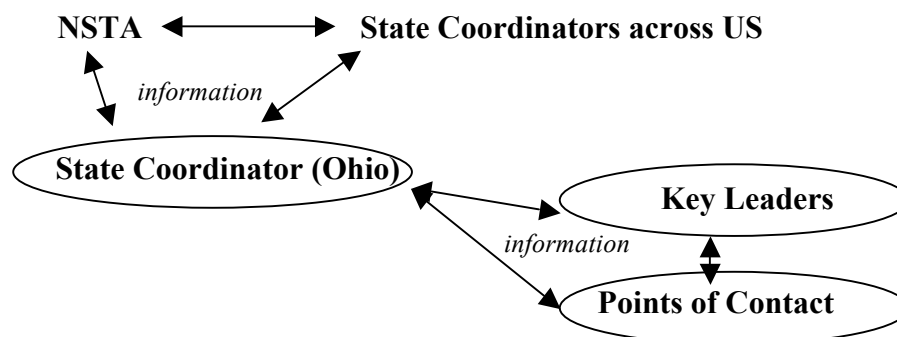 NSTA
State Coordinators across US
information
State Coordinator (Ohio)
Key Leaders
information
Points of Contact